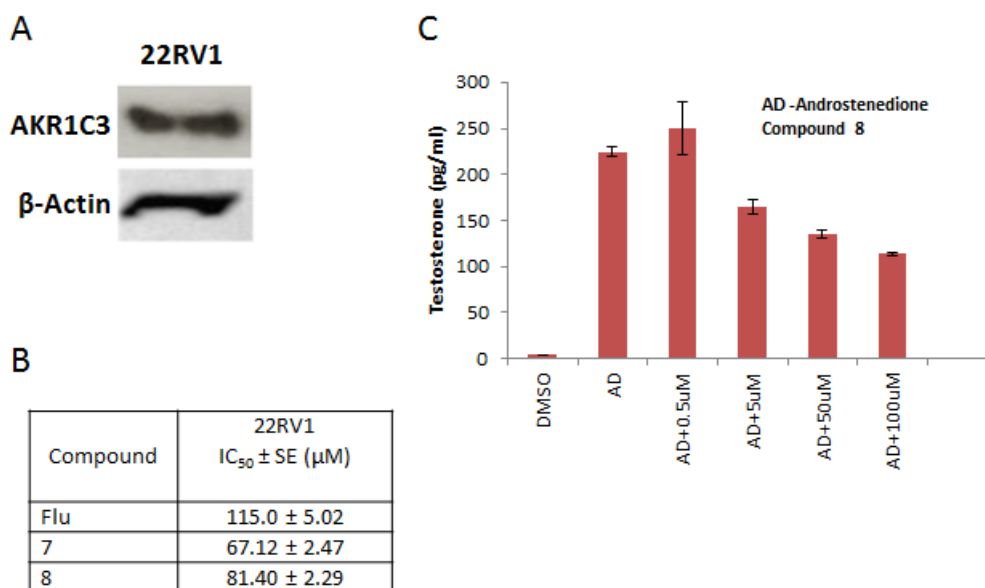 A
22RV1
AKR1C3
β-Actin
B
Compound 22RV1 IC₅₀ ± SE (µM)
Flu 115.0 ± 5.02
7 67.12 ± 2.47
8 81.40 ± 2.29
C
AD -Androstenedione
Compound 8
Testosterone (pg/ml)
300
250
200
150
100
50
0
DMSO
AD
AD+0.5uM
AD+5uM
AD+50uM
AD+100uM